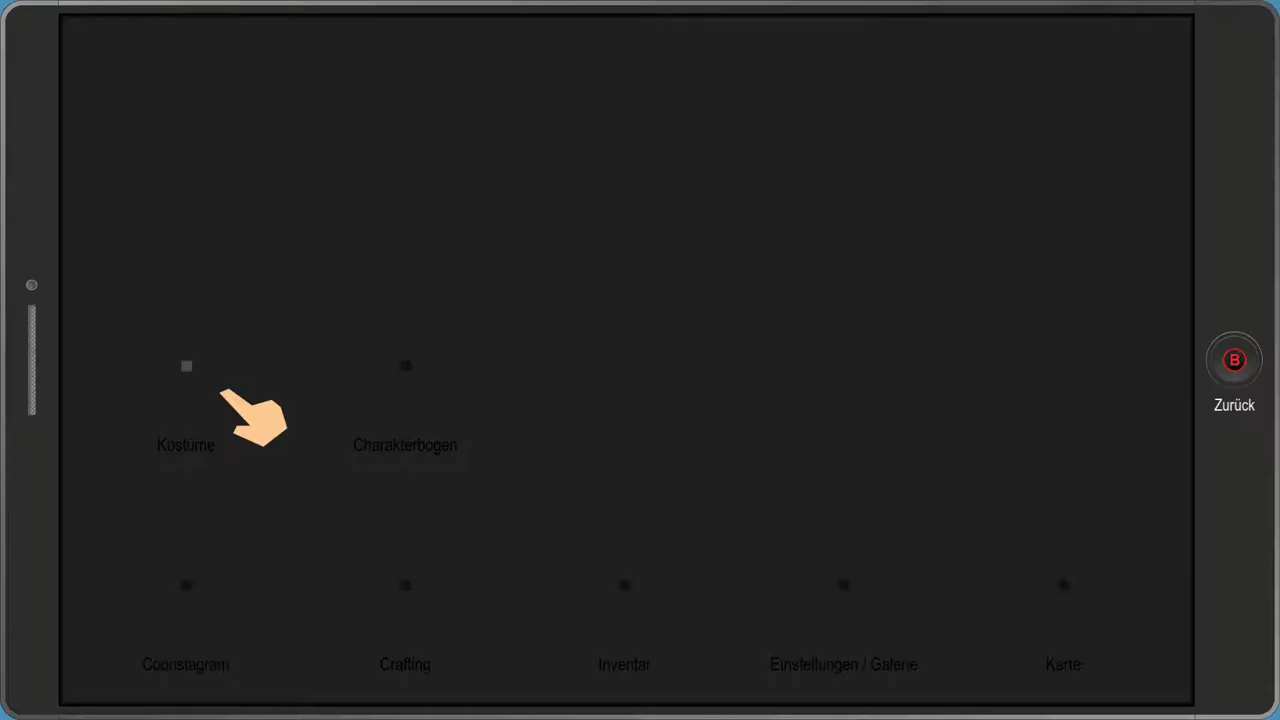 B
Zurück
Kostüme
Charakterbogen
Coonstagram
Crafting
Inventar
Einstellungen / Galerie
Karte